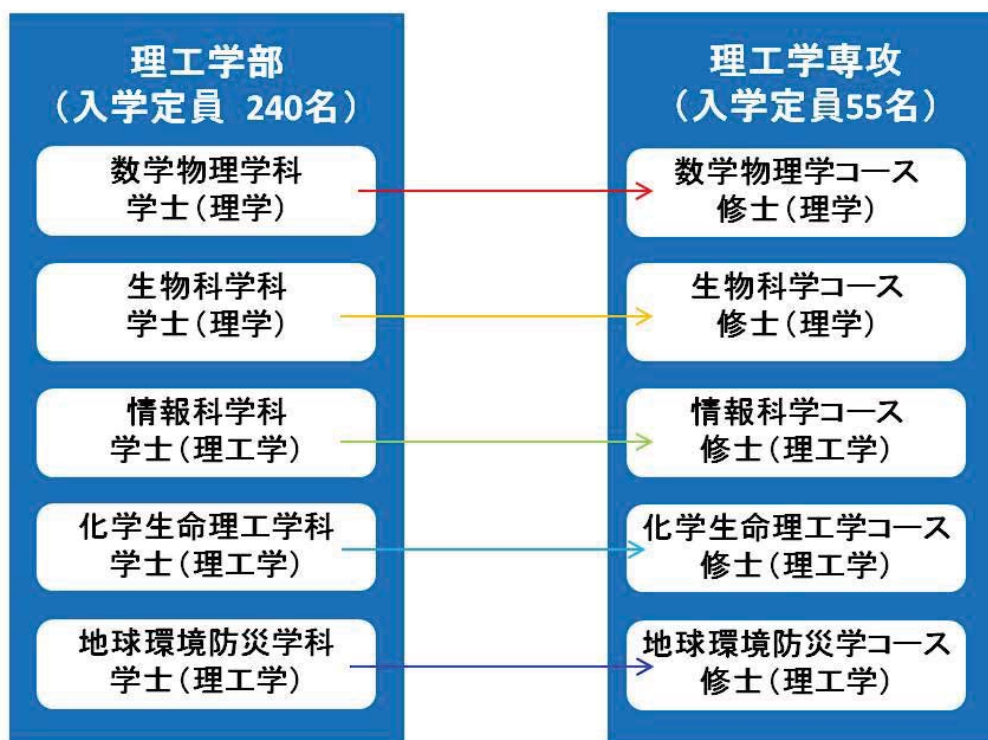 理工学部
（入学定員 240名）
数学物理学科
学士（理学）
生物科学科
学士（理学）
情報科学科
学士（理工学）
化学生命理工学科
学士（理工学）
地球環境防災学科
学士（理工学）
理工学専攻
（入学定員55名）
数学物理学コース
修士（理学）
生物科学コース
修士（理学）
情報科学コース
修士（理工学）
化学生命理工学コース
修士（理工学）
地球環境防災学コース
修士（理工学）